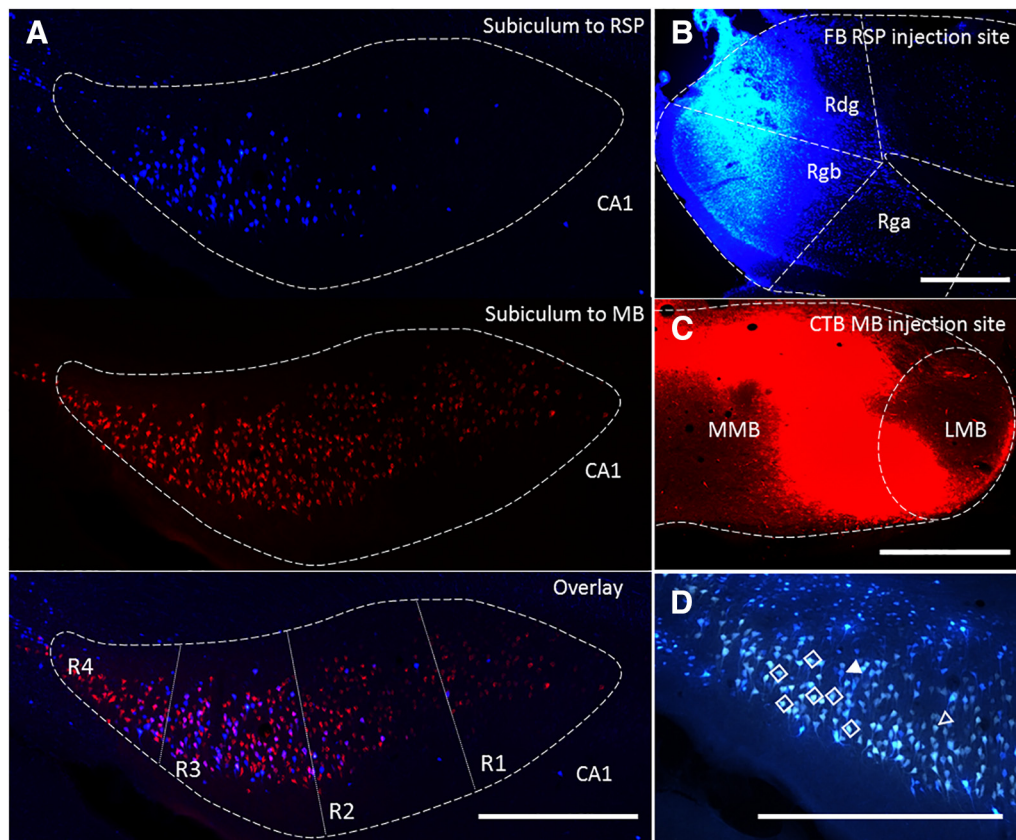 A
Subiculum to RSP
CA1
Subiculum to MB
CA1
Overlay
R4
R3
R2
R1
CA1
B
FB RSP injection site
Rdg
Rgb
Rga
C
CTB MB injection site
MMB
LMB
D